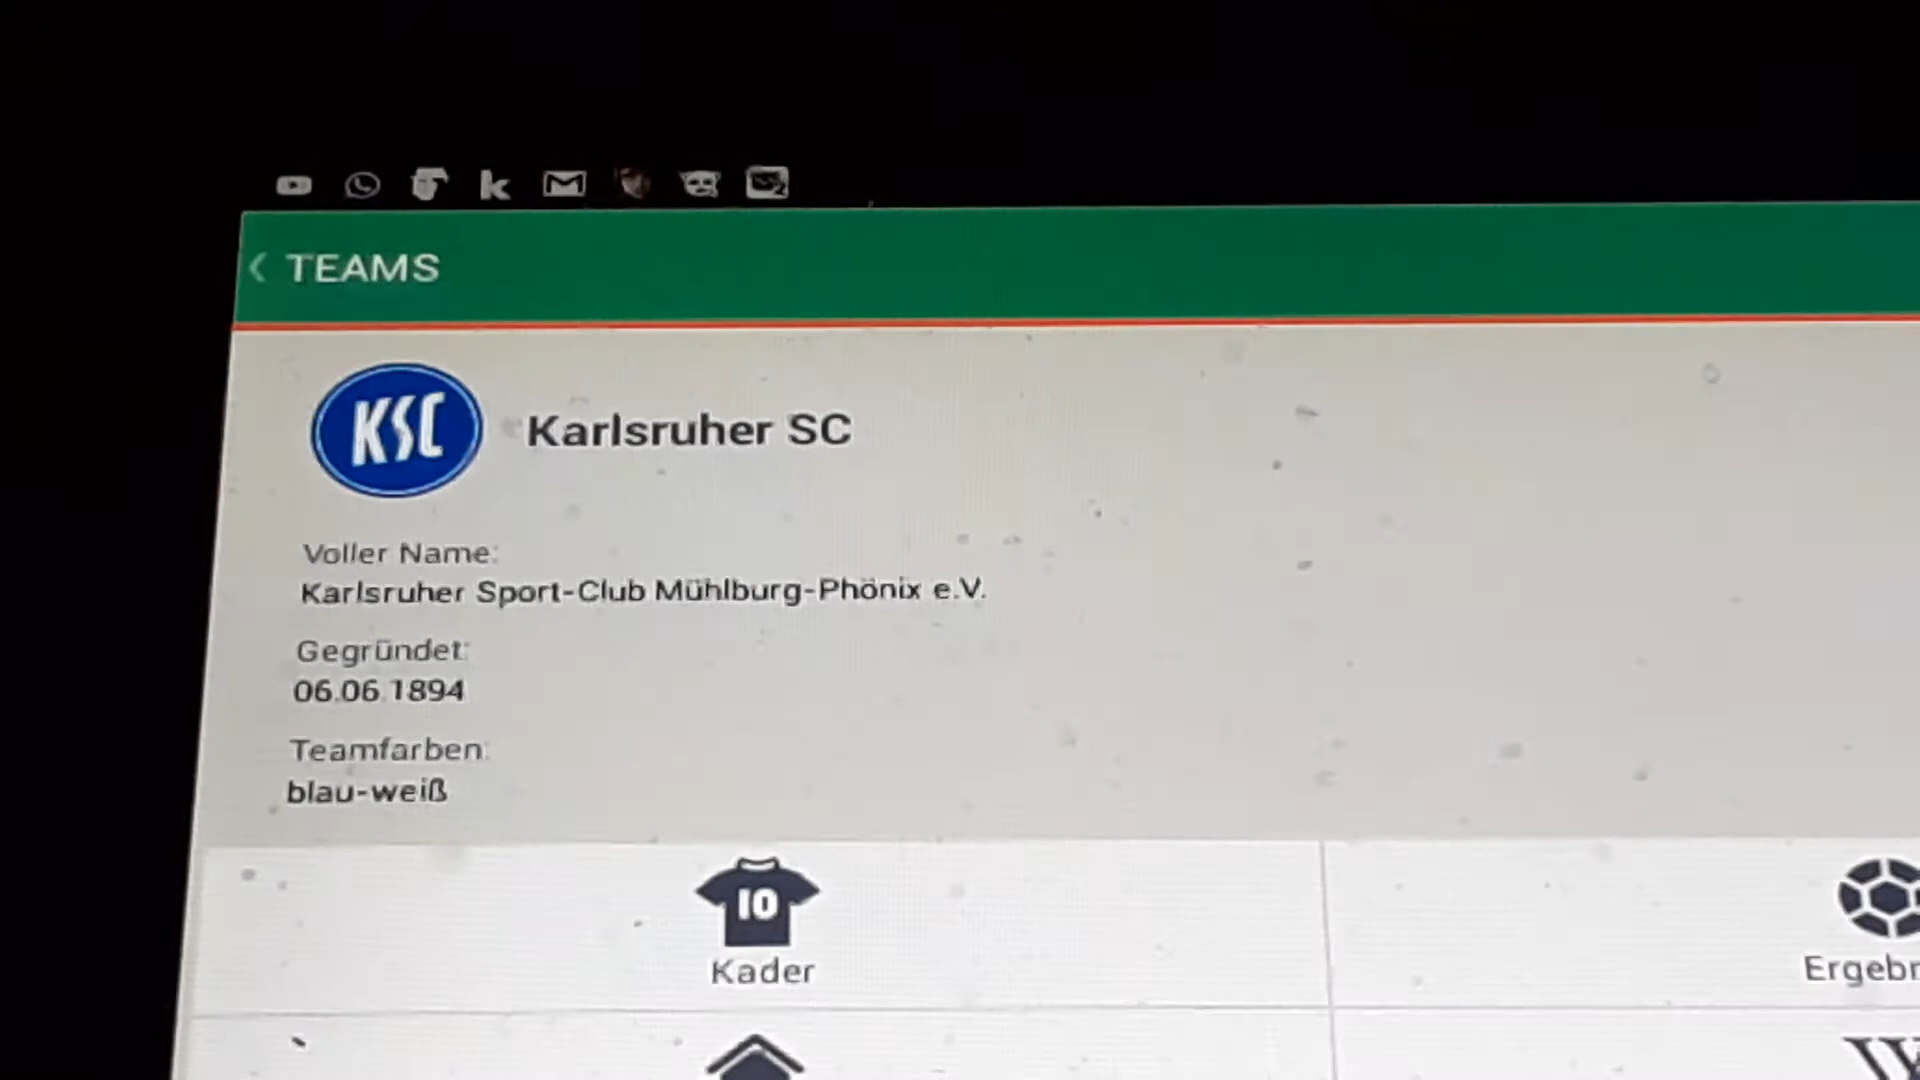 TEAMS
KSC
Karlsruher SC
Voller Name:
Karlsruher Sport-Club Mühlburg-Phönix e.V.
Gegründet:
06.06.1894
Teamfarben:
blau-weiß
10
Kader
Ergebn